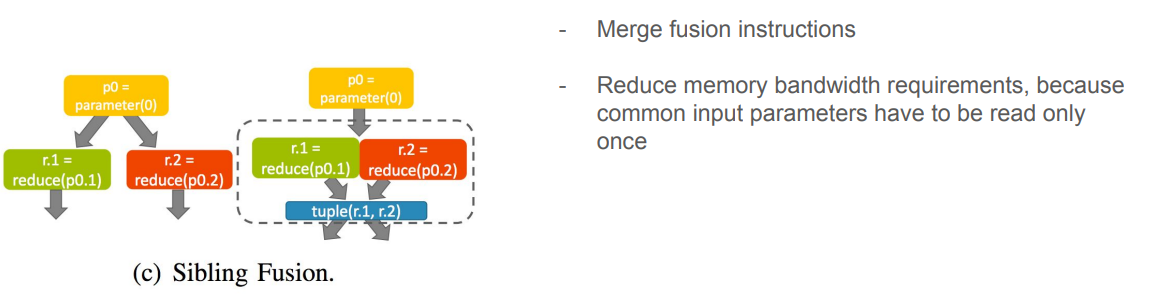 p0 =
parameter(0)
r.1 =
reduce(p0.1)
r.2 =
reduce(p0.2)
p0 =
parameter(0)
r.1 =
reduce(p0.1)
r.2 =
reduce(p0.2)
tuple(r.1, r.2)
(c) Sibling Fusion.
- Merge fusion instructions
- Reduce memory bandwidth requirements, because
common input parameters have to be read only
once